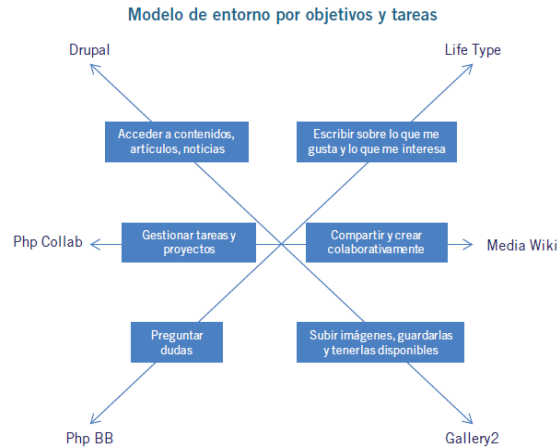 Modelo de entorno por objetivos y tareas
Drupal
Life Type
Acceder a contenidos,
artículos, noticias
Escribir sobre lo que me
gusta y lo que me interesa
Php Collab
Gestionar tareas y
proyectos
Compartir y crear
colaborativamente
Media Wiki
Preguntar
dudas
Subir imágenes, guardarlas
y tenerlas disponibles
Php BB
Gallery2